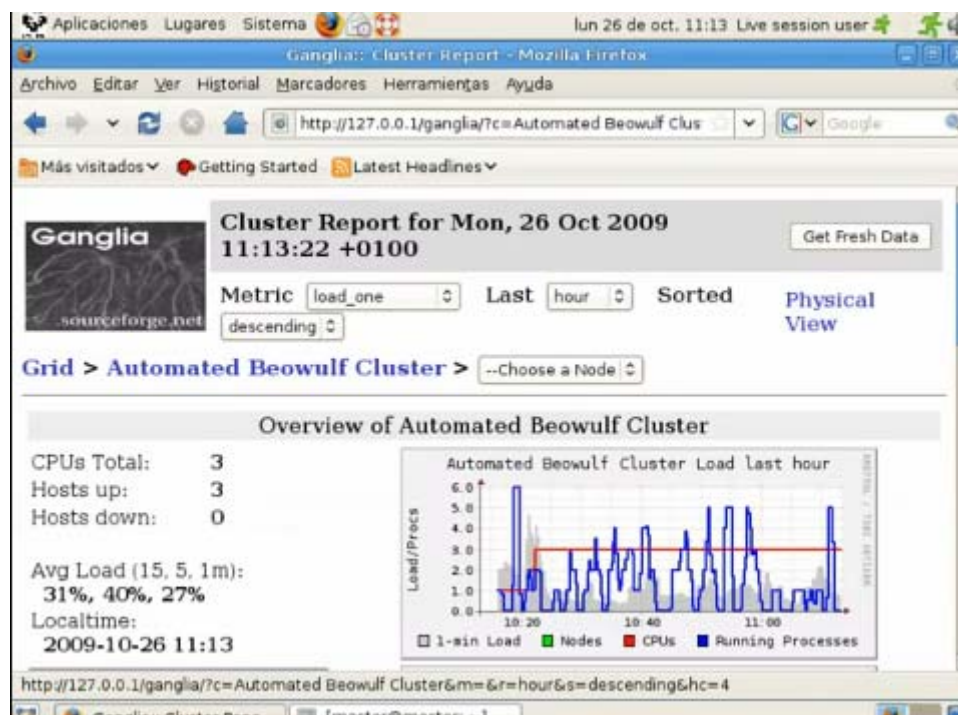 Aplicaciones Lugares Sistema lun 26 de oct, 11:13 Live session user
Ganglia:: Cluster Report - Mozilla Firefox
Archivo Editar Ver Historial Marcadores Herramientas Ayuda
http://127.0.0.1/ganglia/?c=Automated Beowulf Clus Google
Más visitados Getting Started Latest Headlines
Ganglia
sourceforge.net
Cluster Report for Mon, 26 Oct 2009
11:13:22 +0100
Get Fresh Data
Metric load_one Last hour Sorted
descending
Physical
View
Grid > Automated Beowulf Cluster > --Choose a Node
Overview of Automated Beowulf Cluster
CPUs Total: 3
Hosts up: 3
Hosts down: 0
Avg Load (15, 5, 1m):
31%, 40%, 27%
Localtime:
2009-10-26 11:13
Automated Beowulf Cluster Load last hour
Load/Procs
6.0
5.0
4.0
3.0
2.0
1.0
0.0
10:20 10:40 11:00
1-min Load Nodes CPUs Running Processes
http://127.0.0.1/ganglia/?c=Automated Beowulf Cluster&m=&r=hour&s=descending&hc=4